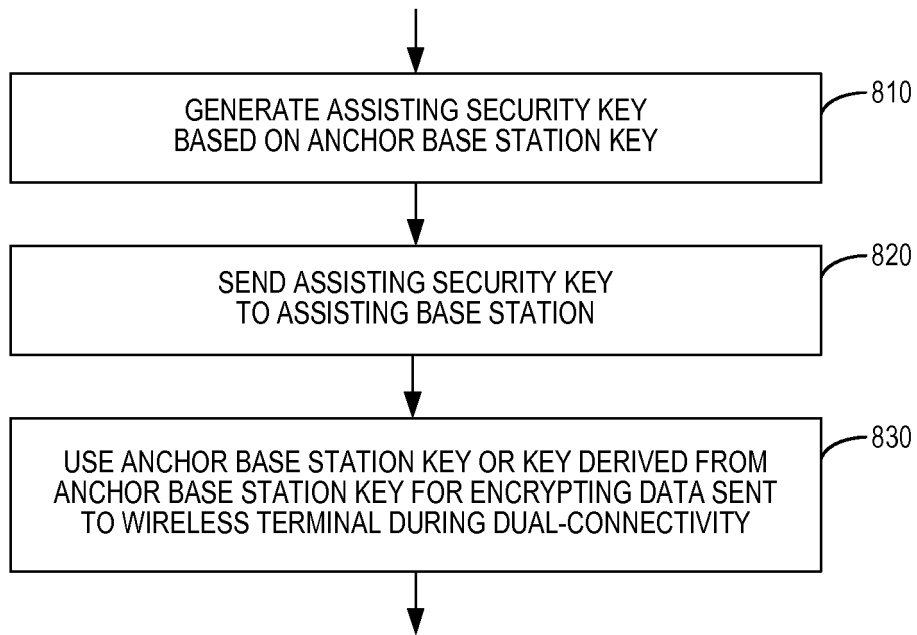 GENERATE ASSISTING SECURITY KEY
BASED ON ANCHOR BASE STATION KEY
810
SEND ASSISTING SECURITY KEY
TO ASSISTING BASE STATION
820
USE ANCHOR BASE STATION KEY OR KEY DERIVED FROM
ANCHOR BASE STATION KEY FOR ENCRYPTING DATA SENT
TO WIRELESS TERMINAL DURING DUAL-CONNECTIVITY
830